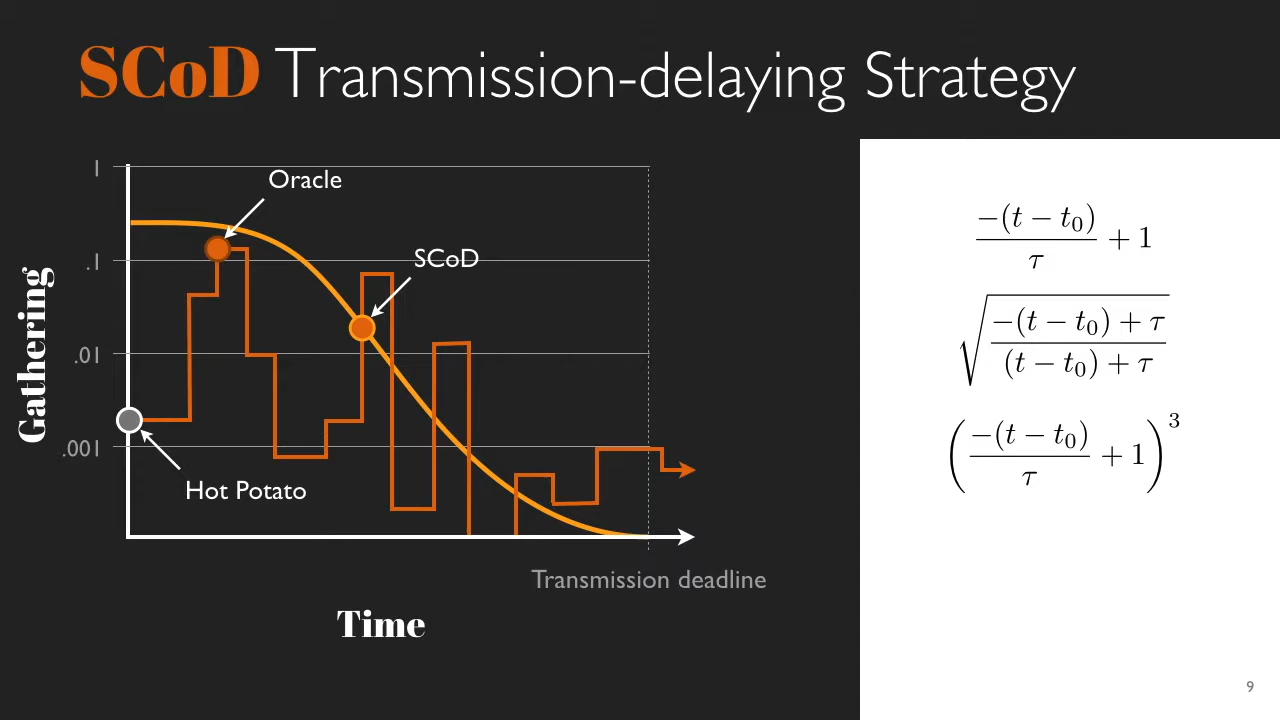 SCoD Transmission-delaying Strategy
1
Oracle
.1
SCoD
Gathering
.01
.001
Hot Potato
Transmission deadline
Time
−(t − t₀)/τ + 1
√((−(t − t₀) + τ)/((t − t₀) + τ))
(−(t − t₀)/τ + 1)³
9